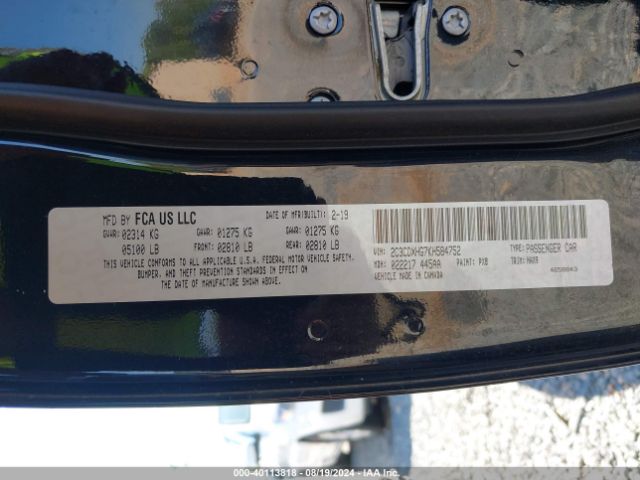 MFD BY FCA US LLC DATE OF MFR(BUILT): 2-19
GVWR: 02314 KG GAWR: 01275 KG GAWR: 01275 KG
05100 LB FRONT: 02810 LB REAR: 02810 LB
THIS VEHICLE CONFORMS TO ALL APPLICABLE U.S.A. FEDERAL MOTOR VEHICLE SAFETY,
BUMPER, AND THEFT PREVENTION STANDARDS IN EFFECT ON
THE DATE OF MANUFACTURE SHOWN ABOVE.
VIN: 2C3CDXHG7KH584752 TYPE: PASSENGER CAR
MDH: 022217 445AA PAINT: PX8 TRIM:
VEHICLE MADE IN CANADA
000-40113818 - 08/19/2024 - IAA Inc.